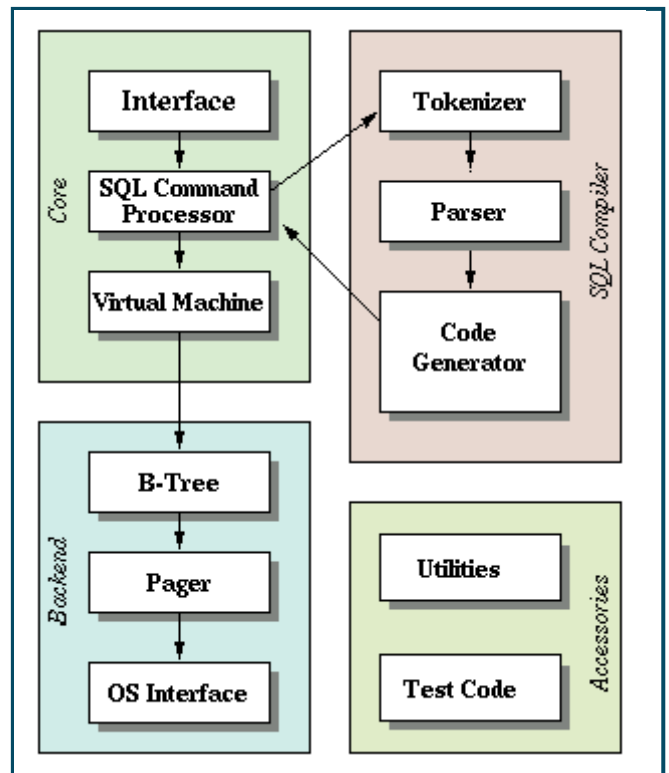 Core
Interface
SQL Command
Processor
Virtual Machine
SQL Compiler
Tokenizer
Parser
Code
Generator
Backend
B-Tree
Pager
OS Interface
Accessories
Utilities
Test Code